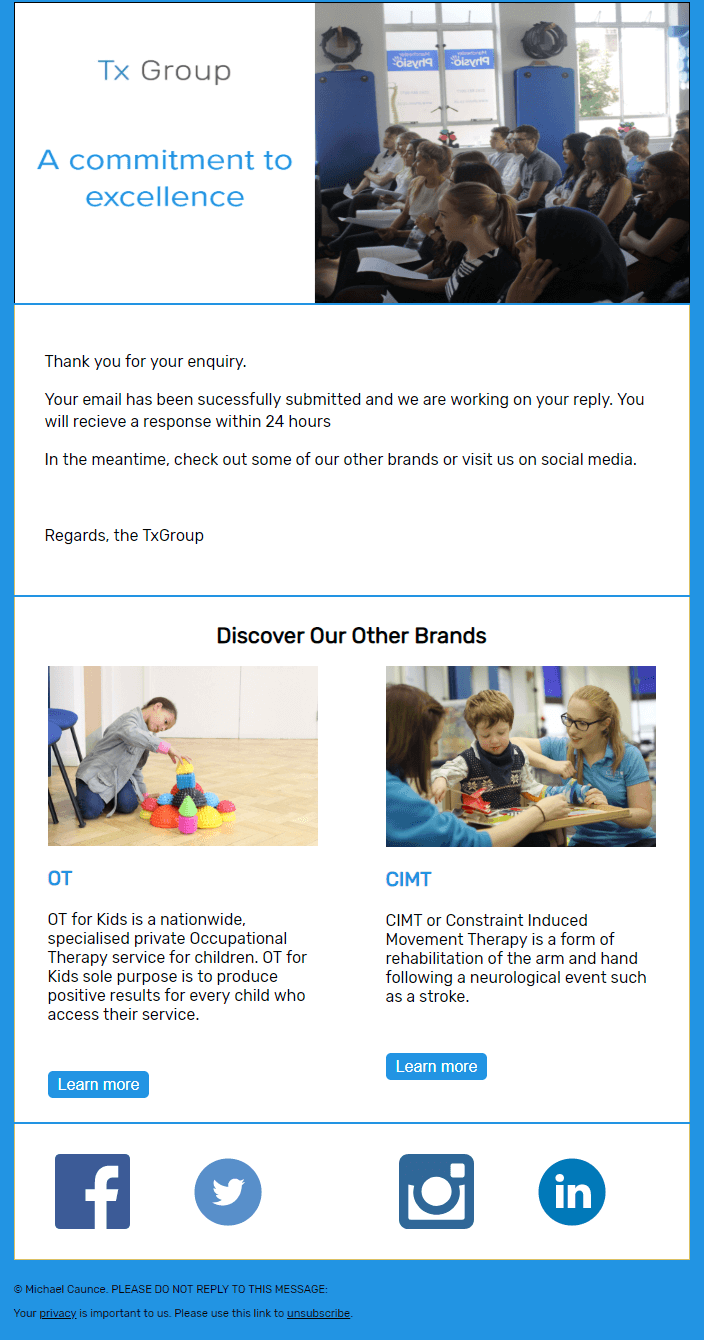 Tx Group
A commitment to
excellence
Physio
Physio
Thank you for your enquiry.
Your email has been sucessfully submitted and we are working on your reply. You
will recieve a response within 24 hours
In the meantime, check out some of our other brands or visit us on social media.
Regards, the TxGroup
Discover Our Other Brands
OT
OT for Kids is a nationwide,
specialised private Occupational
Therapy service for children. OT for
Kids sole purpose is to produce
positive results for every child who
access their service.
Learn more
CIMT
CIMT or Constraint Induced
Movement Therapy is a form of
rehabilitation of the arm and hand
following a neurological event such
as a stroke.
Learn more
f
in
© Michael Caunce. PLEASE DO NOT REPLY TO THIS MESSAGE:
Your privacy is important to us. Please use this link to unsubscribe.